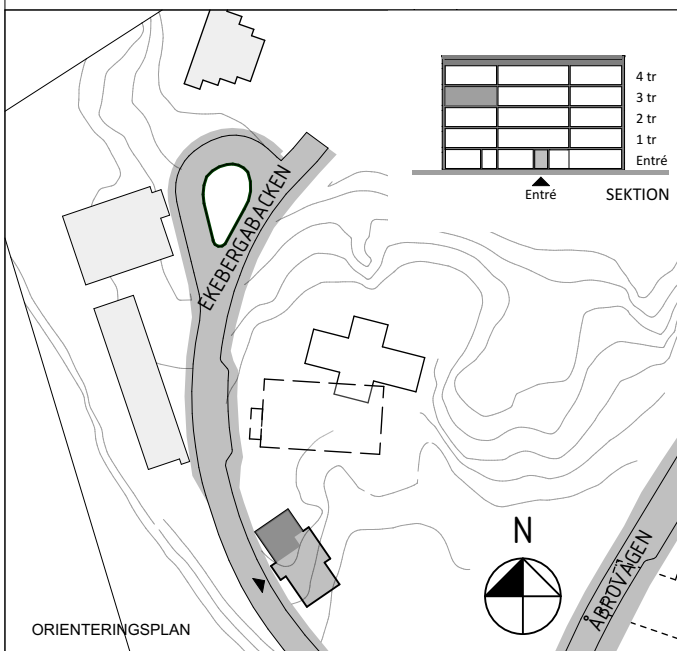 4 tr
3 tr
2 tr
1 tr
Entré
Entré
SEKTION
EKEBERGABACKEN
N
ÅBROVÄGEN
ORIENTERINGSPLAN